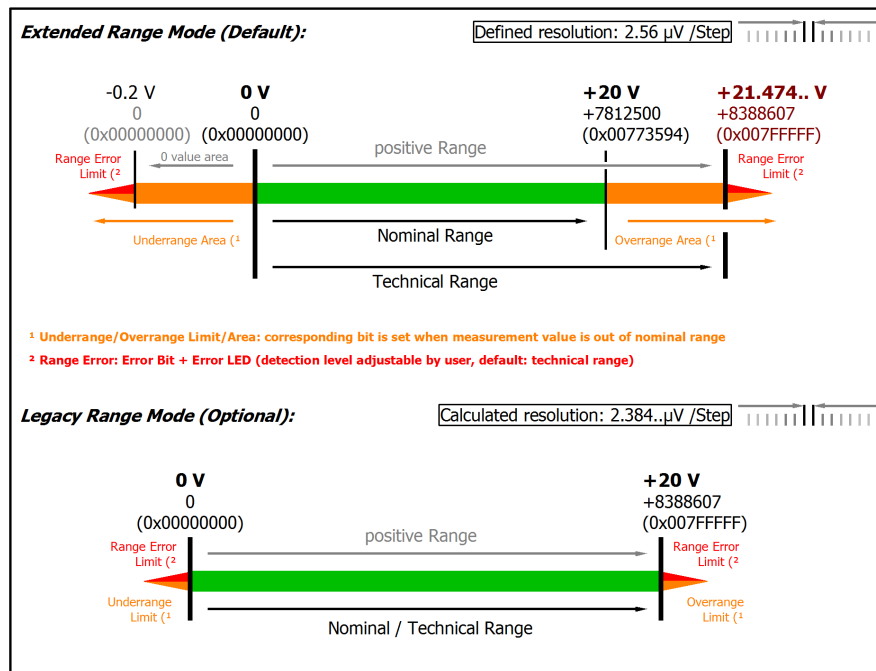 Extended Range Mode (Default):
Defined resolution: 2.56 µV /Step
-0.2 V
0 V
+20 V
+21.474.. V
0
0
+7812500
+8388607
(0x00000000)
(0x00000000)
(0x00773594)
(0x007FFFFF)
Range Error
Limit (²
0 value area
positive Range
Range Error
Limit (²
Underrange Area (¹
Nominal Range
Overrange Area (¹
Technical Range
¹ Underrange/Overrange Limit/Area: corresponding bit is set when measurement value is out of nominal range
² Range Error: Error Bit + Error LED (detection level adjustable by user, default: technical range)
Legacy Range Mode (Optional):
Calculated resolution: 2.384..µV /Step
0 V
+20 V
0
+8388607
(0x00000000)
(0x007FFFFF)
Range Error
Limit (²
positive Range
Range Error
Limit (²
Underrange
Limit (¹
Nominal / Technical Range
Overrange
Limit (¹